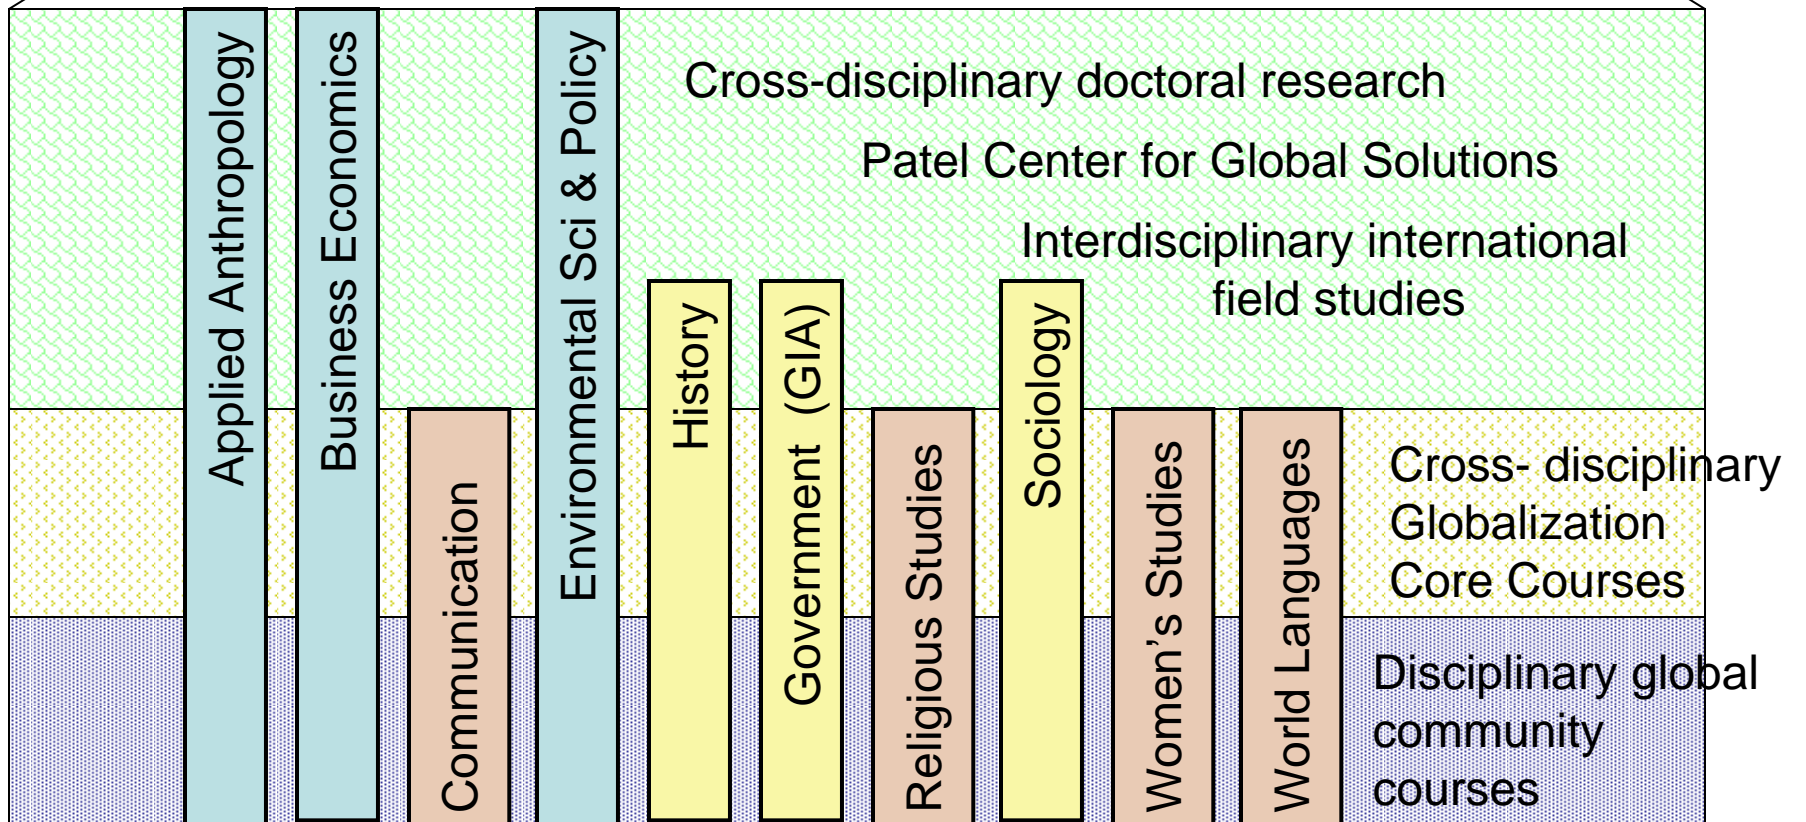 Applied Anthropology
Business Economics
Communication
Environmental Sci & Policy
History
Government (GIA)
Religious Studies
Sociology
Women’s Studies
World Languages
Cross-disciplinary doctoral research
Patel Center for Global Solutions
Interdisciplinary international
field studies
Cross- disciplinary
Globalization
Core Courses
Disciplinary global
community
courses